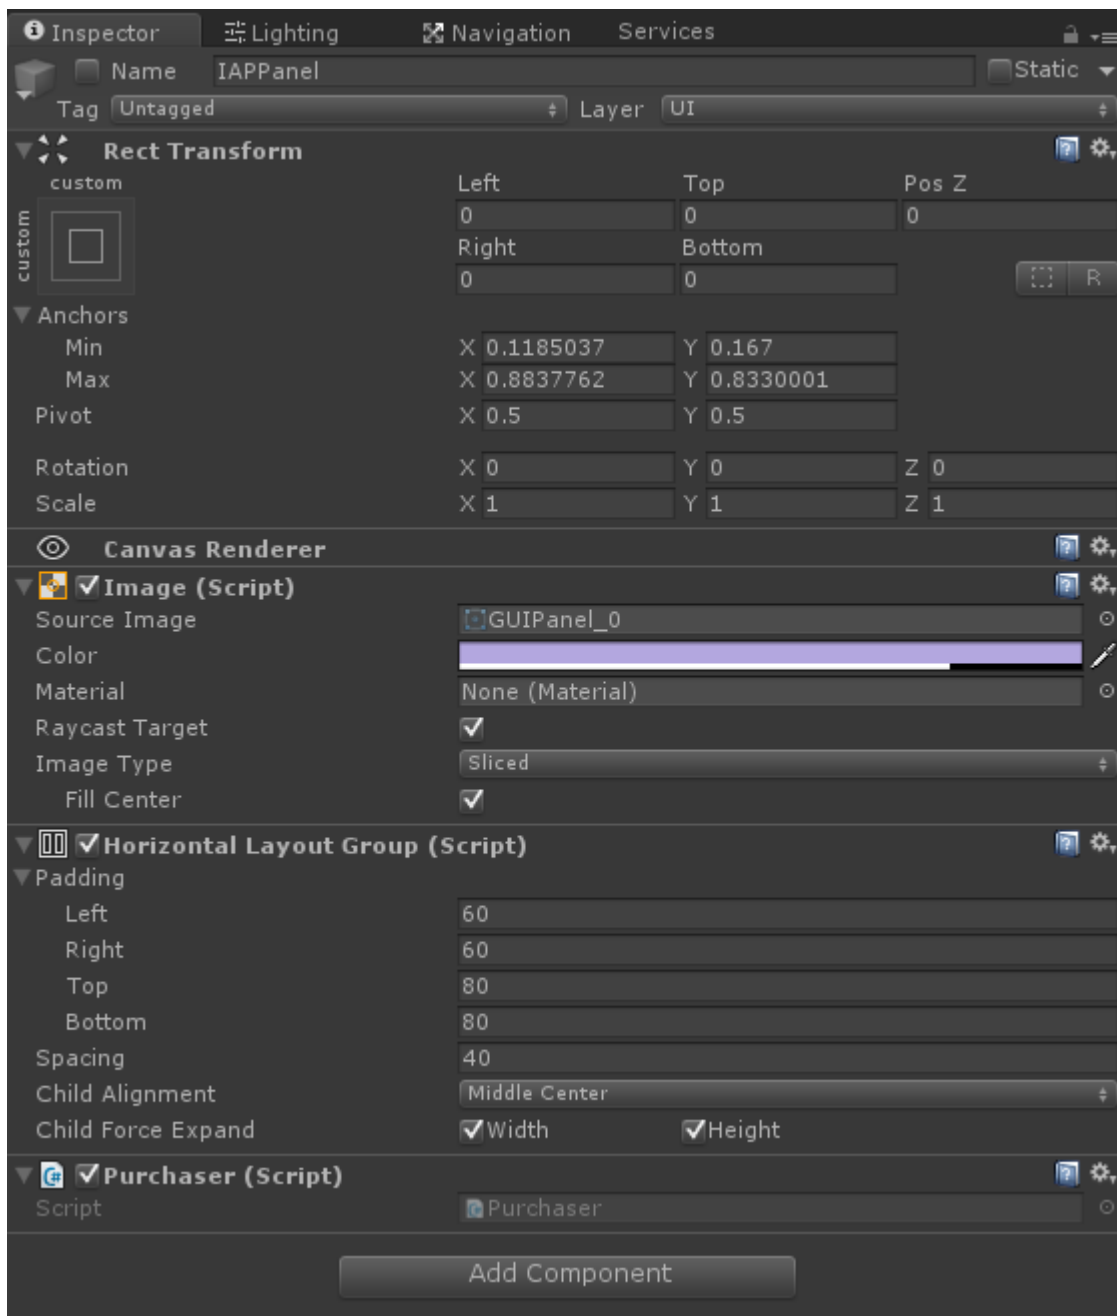 Inspector Lighting Navigation Services
Name IAPPanel Static
Tag Untagged Layer UI
Rect Transform
custom Left Top Pos Z
custom
0 0 0
Right Bottom
0 0 R
Anchors
Min X 0.1185037 Y 0.167
Max X 0.8837762 Y 0.8330001
Pivot X 0.5 Y 0.5
Rotation X 0 Y 0 Z 0
Scale X 1 Y 1 Z 1
Canvas Renderer
Image (Script)
Source Image GUIPanel_0
Color
Material None (Material)
Raycast Target
Image Type Sliced
Fill Center
Horizontal Layout Group (Script)
Padding
Left 60
Right 60
Top 80
Bottom 80
Spacing 40
Child Alignment Middle Center
Child Force Expand Width Height
Purchaser (Script)
Script Purchaser
Add Component